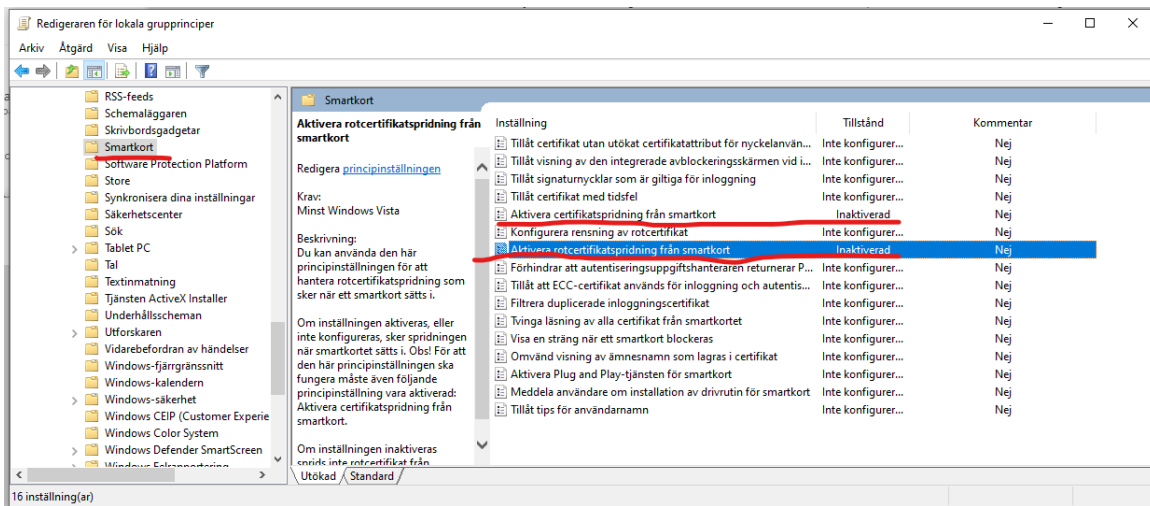 Redigeraren för lokala grupprinciper
Arkiv Åtgärd Visa Hjälp
RSS-feeds
Schemaläggaren
Skrivbordsgadgetar
Smartkort
Software Protection Platform
Store
Synkronisera dina inställningar
Säkerhetscenter
Sök
Tablet PC
Tal
Textinmatning
Tjänsten ActiveX Installer
Underhållsscheman
Utforskaren
Vidarebefordran av händelser
Windows-fjärrgränssnitt
Windows-kalendern
Windows-säkerhet
Windows CEIP (Customer Experie
Windows Color System
Windows Defender SmartScreen
Windows Felrapportering
Smartkort
Aktivera rotcertifikatspridning från
smartkort
Redigera principinställningen
Krav:
Minst Windows Vista
Beskrivning:
Du kan använda den här
principinställningen för att
hantera rotcertifikatspridning som
sker när ett smartkort sätts i.
Om inställningen aktiveras, eller
inte konfigureras, sker spridningen
när smartkortet sätts i. Obs! För att
den här principinställningen ska
fungera måste även följande
principinställning vara aktiverad:
Aktivera certifikatspridning från
smartkort.
Om inställningen inaktiveras
sprids inte rotcertifikat från
Inställning Tillstånd Kommentar
Tillåt certifikat utan utökat certifikatattribut för nyckelanvän... Inte konfigurer... Nej
Tillåt visning av den integrerade avblockeringsskärmen vid i... Inte konfigurer... Nej
Tillåt signaturnycklar som är giltiga för inloggning Inte konfigurer... Nej
Tillåt certifikat med tidsfel Inte konfigurer... Nej
Aktivera certifikatspridning från smartkort Inaktiverad Nej
Konfigurera rensning av rotcertifikat Inte konfigurer... Nej
Aktivera rotcertifikatspridning från smartkort Inaktiverad Nej
Förhindrar att autentiseringsuppgiftshanteraren returnerar P... Inte konfigurer... Nej
Tillåt att ECC-certifikat används för inloggning och autentis... Inte konfigurer... Nej
Filtrera duplicerade inloggningscertifikat Inte konfigurer... Nej
Tvinga läsning av alla certifikat från smartkortet Inte konfigurer... Nej
Visa en sträng när ett smartkort blockeras Inte konfigurer... Nej
Omvänd visning av ämnesnamn som lagras i certifikat Inte konfigurer... Nej
Aktivera Plug and Play-tjänsten för smartkort Inte konfigurer... Nej
Meddela användare om installation av drivrutin för smartkort Inte konfigurer... Nej
Tillåt tips för användarnamn Inte konfigurer... Nej
Utökad Standard
16 inställning(ar)